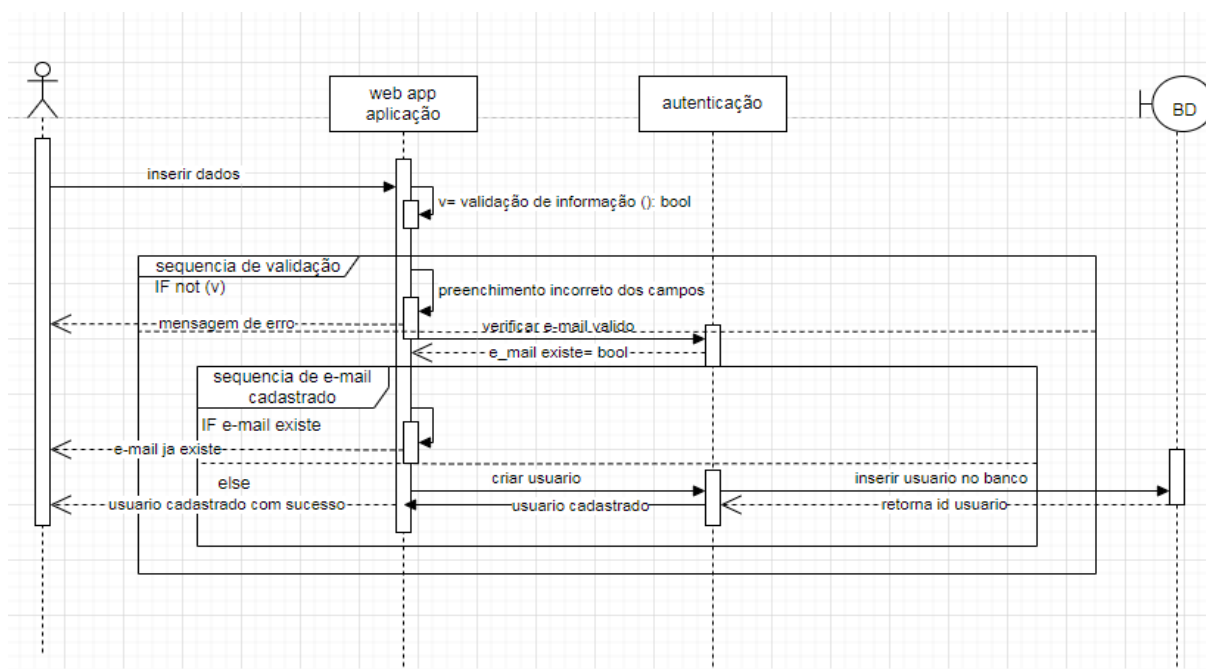 web app
aplicação
autenticação
BD
inserir dados
v= validação de informação (): bool
sequencia de validação
IF not (v)
preenchimento incorreto dos campos
mensagem de erro
verificar e-mail valido
e_mail existe= bool
sequencia de e-mail
cadastrado
IF e-mail existe
e-mail ja existe
else
criar usuario
inserir usuario no banco
usuario cadastrado com sucesso
usuario cadastrado
retorna id usuario